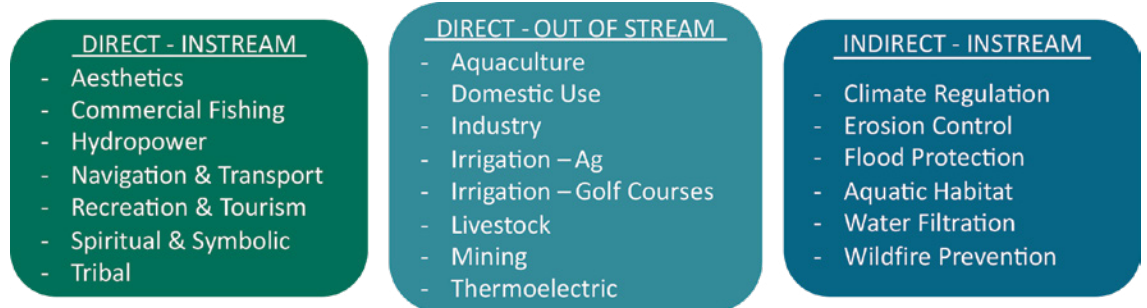 DIRECT - INSTREAM
- Aesthetics
- Commercial Fishing
- Hydropower
- Navigation & Transport
- Recreation & Tourism
- Spiritual & Symbolic
- Tribal
DIRECT - OUT OF STREAM
- Aquaculture
- Domestic Use
- Industry
- Irrigation – Ag
- Irrigation – Golf Courses
- Livestock
- Mining
- Thermoelectric
INDIRECT - INSTREAM
- Climate Regulation
- Erosion Control
- Flood Protection
- Aquatic Habitat
- Water Filtration
- Wildfire Prevention